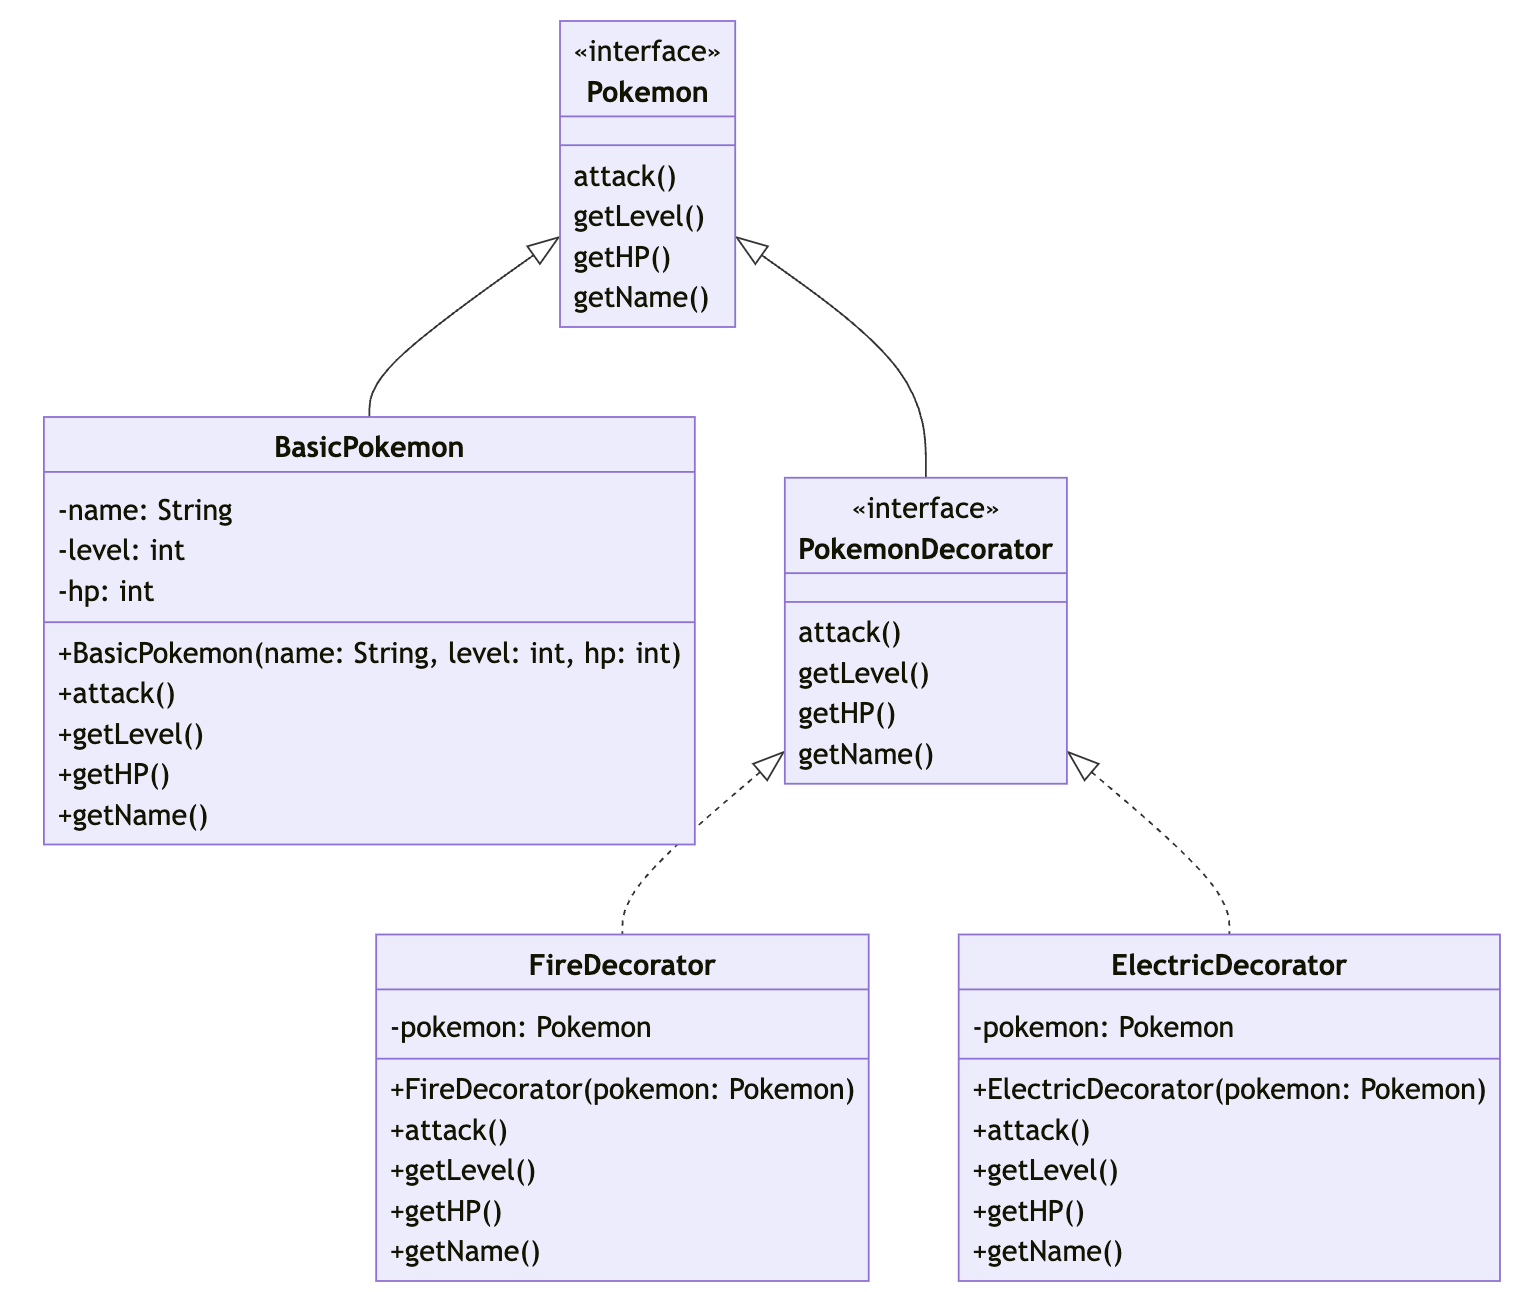 «interface»
Pokemon
attack()
getLevel()
getHP()
getName()
BasicPokemon
-name: String
-level: int
-hp: int
+BasicPokemon(name: String, level: int, hp: int)
+attack()
+getLevel()
+getHP()
+getName()
«interface»
PokemonDecorator
attack()
getLevel()
getHP()
getName()
FireDecorator
-pokemon: Pokemon
+FireDecorator(pokemon: Pokemon)
+attack()
+getLevel()
+getHP()
+getName()
ElectricDecorator
-pokemon: Pokemon
+ElectricDecorator(pokemon: Pokemon)
+attack()
+getLevel()
+getHP()
+getName()